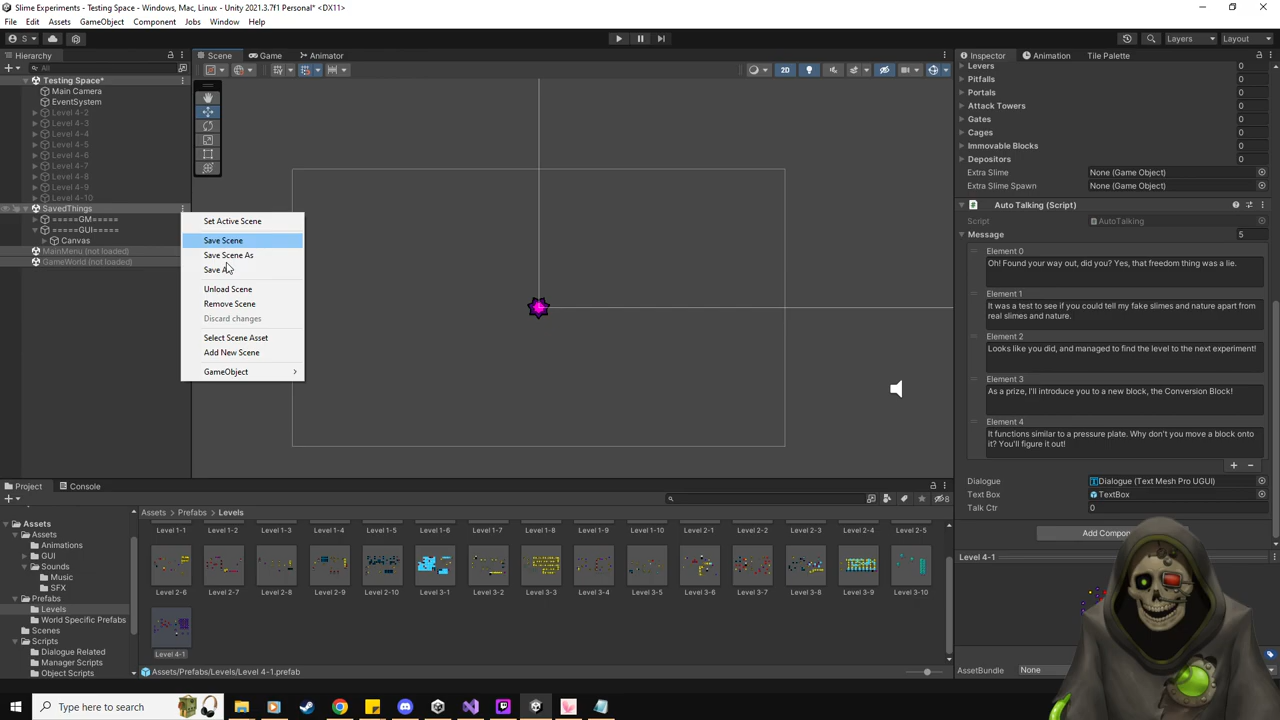 Slime Experiments - Testing Space - Windows, Mac, Linux - Unity 2021.3.7f1 Personal* <DX11>
File Edit Assets GameObject Component Jobs Window Help
S Layers Layout
Hierarchy Scene Game Animator Inspector Animation Tile Palette
All 2D
Testing Space*
Main Camera
EventSystem
Level 4-2
Level 4-3
Level 4-4
Level 4-5
Level 4-6
Level 4-7
Level 4-8
Level 4-9
Level 4-10
SavedThings
=====GM=====
=====GUI=====
Canvas
MainMenu (not loaded)
GameWorld (not loaded)
Set Active Scene
Save Scene
Save Scene As
Save
Unload Scene
Remove Scene
Discard changes
Select Scene Asset
Add New Scene
GameObject
Levers 0
Pitfalls 0
Portals 0
Attack Towers 0
Gates 0
Cages 0
Immovable Blocks 0
Depositors 0
Extra Slime None (Game Object)
Extra Slime Spawn None (Game Object)
Auto Talking (Script)
Script AutoTalking
Message 5
Element 0
Oh! Found your way out, did you? Yes, that freedom thing was a lie.
Element 1
It was a test to see if you could tell my fake slimes and nature apart from
real slimes and nature.
Element 2
Looks like you did, and managed to find the level to the next experiment!
Element 3
As a prize, I'll introduce you to a new block, the Conversion Block!
Element 4
It functions similar to a pressure plate. Why don't you move a block onto
it? You'll figure it out!
Dialogue Dialogue (Text Mesh Pro UGUI)
Text Box TextBox
Talk Ctr 0
Level 4-1
AssetBundle None
Project Console
8
Assets
Animations
GUI
Sounds
Music
SFX
Prefabs
Levels
World Specific Prefabs
Scenes
Scripts
Dialogue Related
Manager Scripts
Object Scripts
Assets Prefabs Levels
Level 1-1 Level 1-2 Level 1-3 Level 1-4 Level 1-5 Level 1-6 Level 1-7 Level 1-8 Level 1-9 Level 1-10 Level 2-1 Level 2-2 Level 2-3 Level 2-4 Level 2-5
Level 2-6 Level 2-7 Level 2-8 Level 2-9 Level 2-10 Level 3-1 Level 3-2 Level 3-3 Level 3-4 Level 3-5 Level 3-6 Level 3-7 Level 3-8 Level 3-9 Level 3-10
Level 4-1
Assets/Prefabs/Levels/Level 4-1.prefab
Type here to search